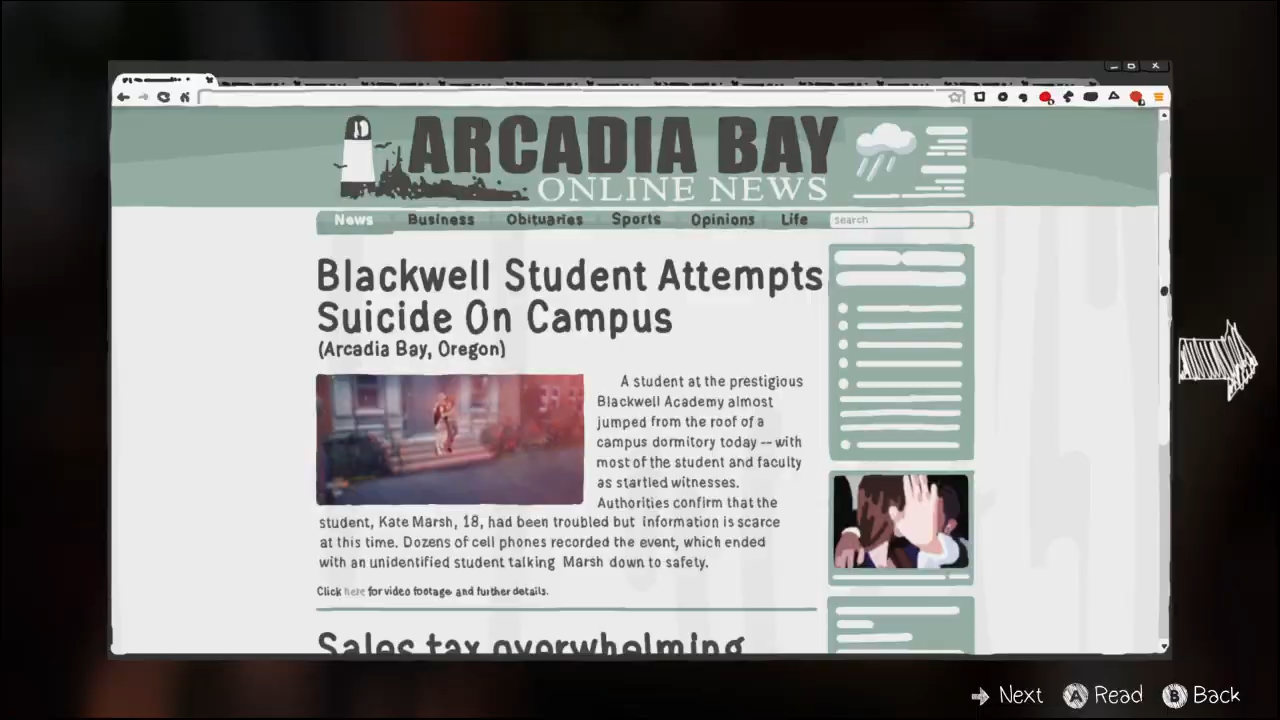 ARCADIA BAY
ONLINE NEWS
News Business Obituaries Sports Opinions Life search
Blackwell Student Attempts
Suicide On Campus
(Arcadia Bay, Oregon)
A student at the prestigious
Blackwell Academy almost
jumped from the roof of a
campus dormitory today -- with
most of the student and faculty
as startled witnesses.
Authorities confirm that the
student, Kate Marsh, 18, had been troubled but information is scarce
at this time. Dozens of cell phones recorded the event, which ended
with an unidentified student talking Marsh down to safety.
Click here for video footage and further details.
Sales tax overwhelming
Next A Read B Back